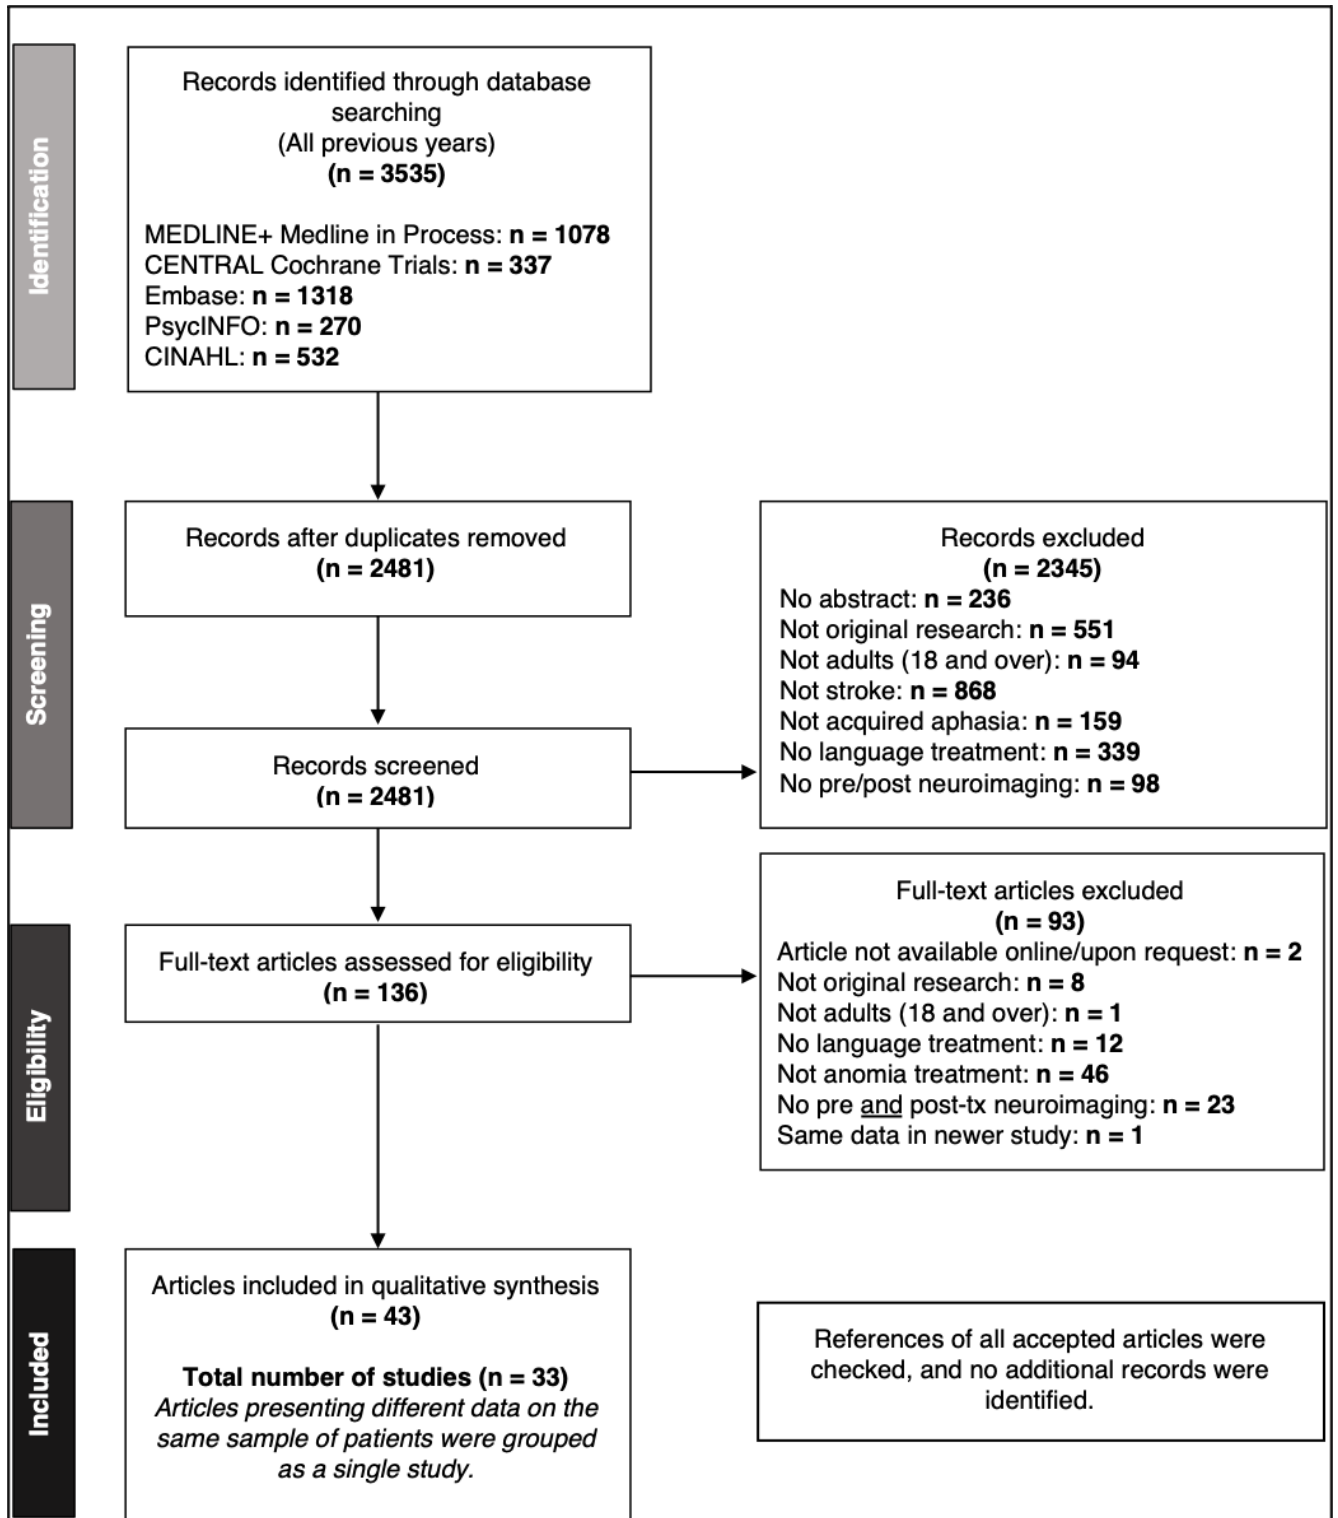 Identification
Records identified through database
searching
(All previous years)
(n = 3535)
MEDLINE+ Medline in Process: n = 1078
CENTRAL Cochrane Trials: n = 337
Embase: n = 1318
PsycINFO: n = 270
CINAHL: n = 532
Screening
Records after duplicates removed
(n = 2481)
Records screened
(n = 2481)
Records excluded
(n = 2345)
No abstract: n = 236
Not original research: n = 551
Not adults (18 and over): n = 94
Not stroke: n = 868
Not acquired aphasia: n = 159
No language treatment: n = 339
No pre/post neuroimaging: n = 98
Eligibility
Full-text articles assessed for eligibility
(n = 136)
Full-text articles excluded
(n = 93)
Article not available online/upon request: n = 2
Not original research: n = 8
Not adults (18 and over): n = 1
No language treatment: n = 12
Not anomia treatment: n = 46
No pre and post-tx neuroimaging: n = 23
Same data in newer study: n = 1
Included
Articles included in qualitative synthesis
(n = 43)
Total number of studies (n = 33)
Articles presenting different data on the
same sample of patients were grouped
as a single study.
References of all accepted articles were
checked, and no additional records were
identified.